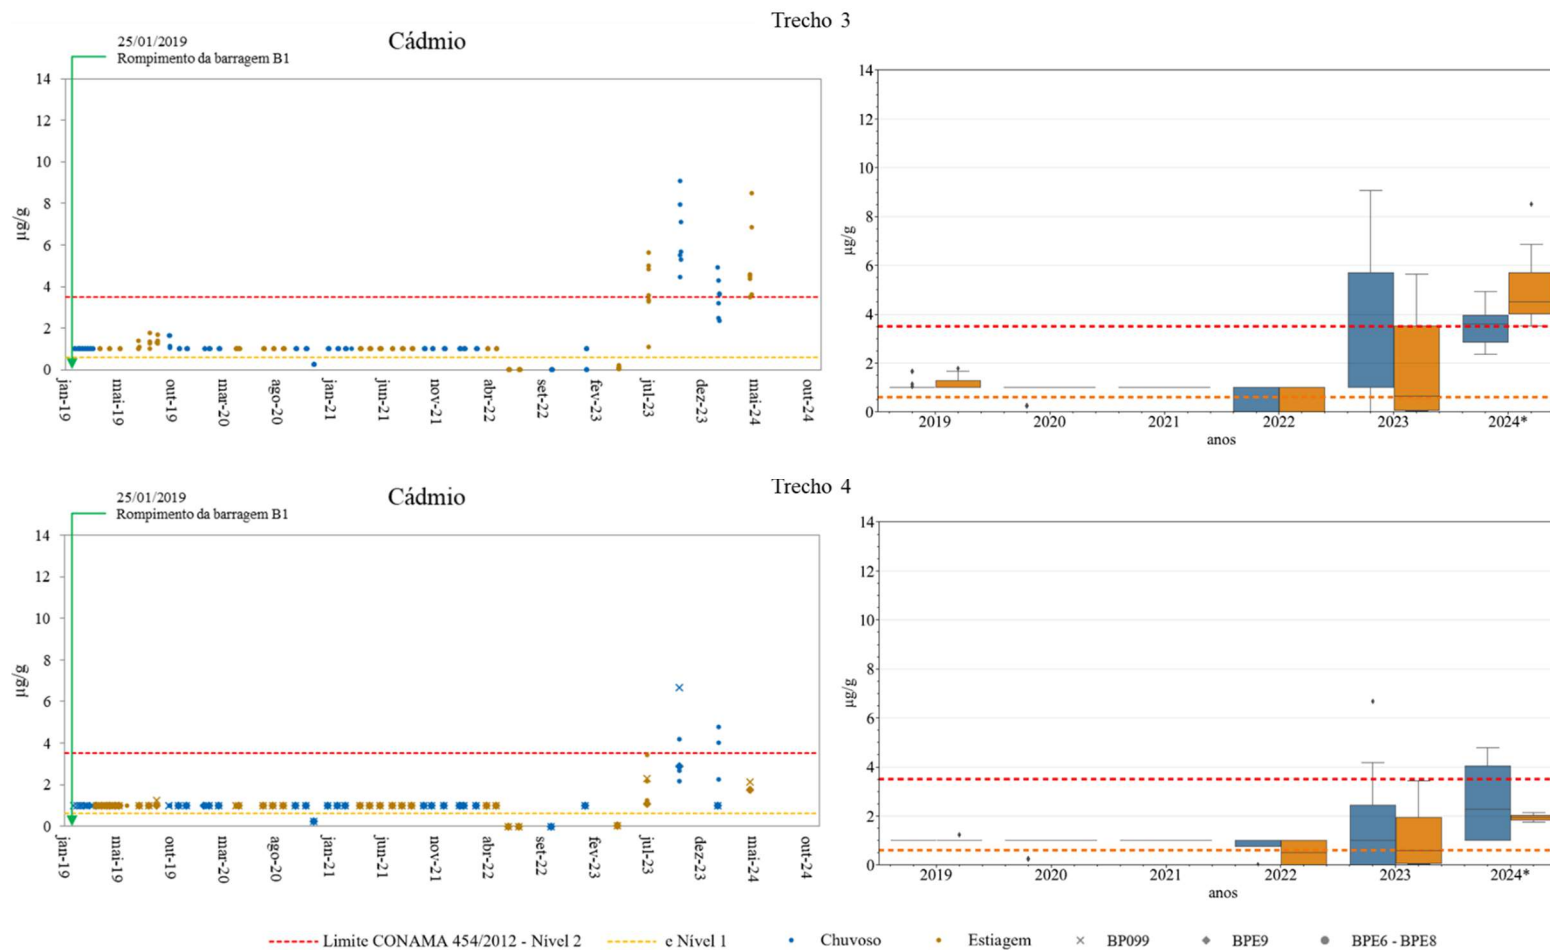 Trecho 3
25/01/2019
Rompimento da barragem B1
Cádmio
14
12
10
8
6
4
2
0
µg/g
jan-19
mai-19
out-19
mar-20
ago-20
jan-21
jun-21
nov-21
abr-22
set-22
fev-23
jul-23
dez-23
mai-24
out-24
14
12
10
8
6
4
2
0
µg/g
2019
2020
2021
2022
2023
2024*
anos
Trecho 4
25/01/2019
Rompimento da barragem B1
Cádmio
14
12
10
8
6
4
2
0
µg/g
jan-19
mai-19
out-19
mar-20
ago-20
jan-21
jun-21
nov-21
abr-22
set-22
fev-23
jul-23
dez-23
mai-24
out-24
14
12
10
8
6
4
2
0
µg/g
2019
2020
2021
2022
2023
2024*
anos
Limite CONAMA 454/2012 - Nível 2 e Nível 1 Chuvoso Estiagem BP099 BPE9 BPE6 - BPE8